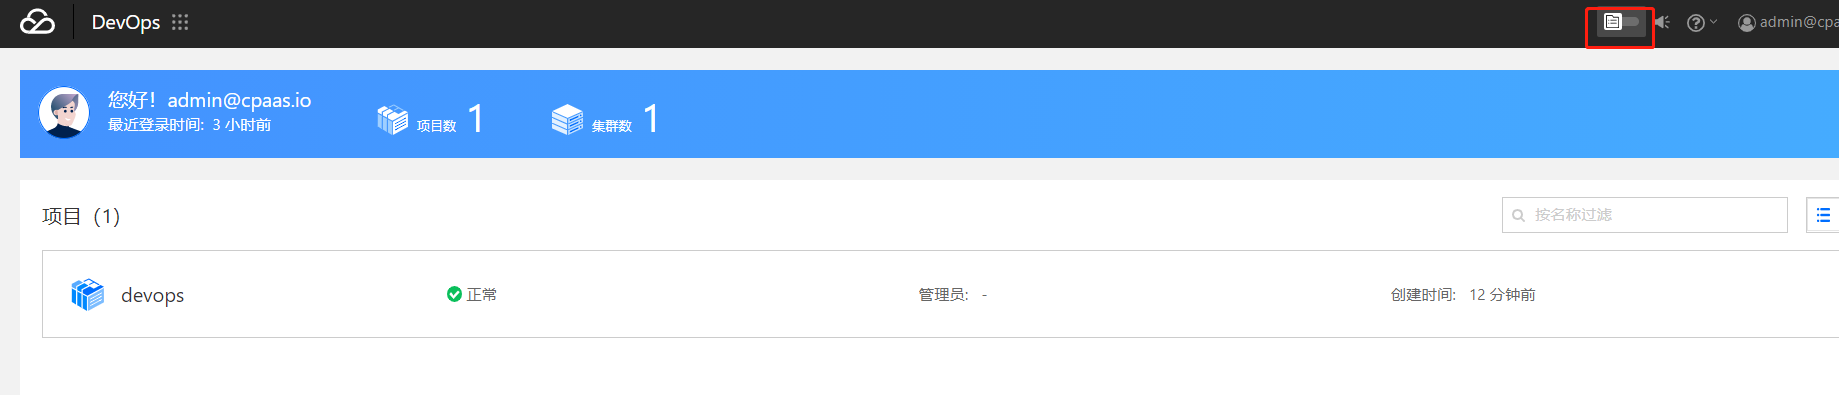 DevOps
admin@cpa
您好！admin@cpaas.io
最近登录时间：3 小时前
项目数 1
集群数 1
项目（1）
按名称过滤
devops
正常
管理员： -
创建时间： 12 分钟前